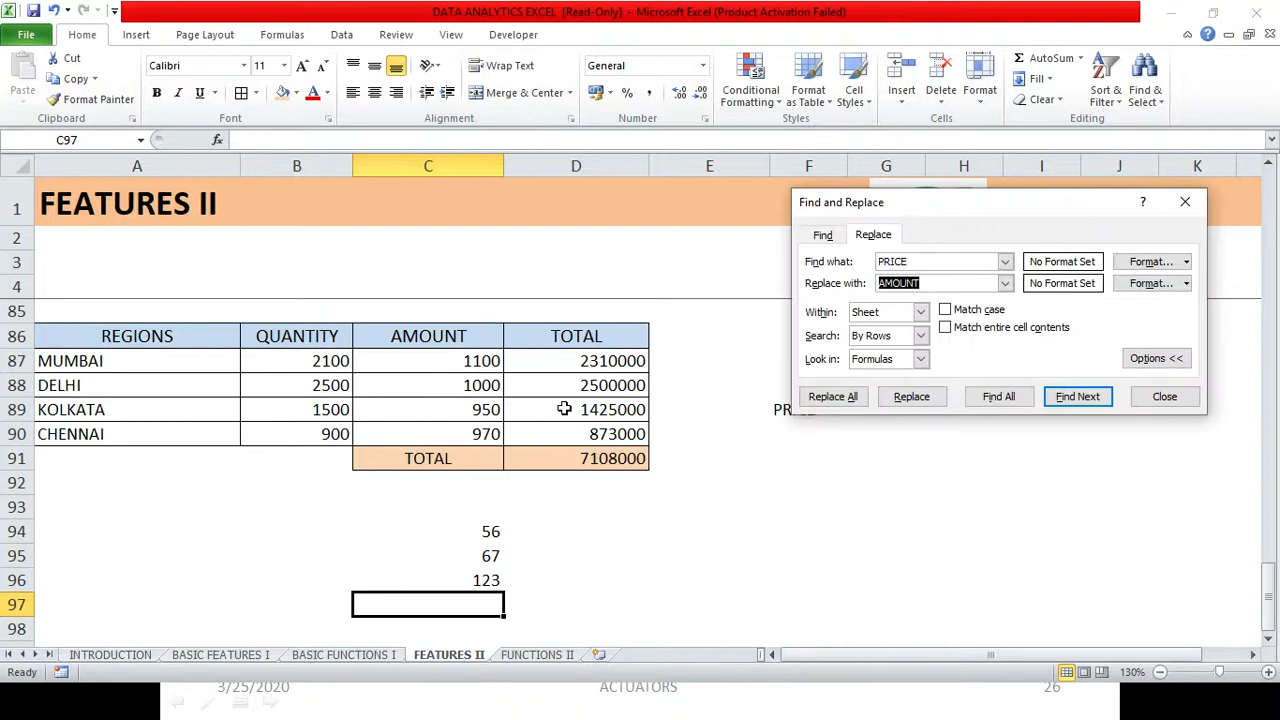 DATA ANALYTICS EXCEL [Read-Only] - Microsoft Excel (Product Activation Failed)
File Home Insert Page Layout Formulas Data Review View Developer
Paste
Cut
Copy
Format Painter
Clipboard
Calibri 11
B I U A
Font
Wrap Text
Merge & Center
Alignment
General
%
Number
Conditional Formatting
Format as Table
Cell Styles
Styles
Insert Delete Format
Cells
Σ AutoSum
Fill
Clear
Sort & Filter
Find & Select
Editing
C97 fx
A B C D E F G H I J K
1 FEATURES II
2
3
4
85
86 REGIONS QUANTITY AMOUNT TOTAL
87 MUMBAI 2100 1100 2310000
88 DELHI 2500 1000 2500000
89 KOLKATA 1500 950 1425000
90 CHENNAI 900 970 873000
91 TOTAL 7108000
92
93
94 56
95 67
96 123
97
98
Find and Replace
Find Replace
Find what: PRICE No Format Set Format...
Replace with: AMOUNT No Format Set Format...
Within: Sheet Match case
Search: By Rows Match entire cell contents
Look in: Formulas Options <<
Replace All Replace Find All Find Next Close
INTRODUCTION BASIC FEATURES I BASIC FUNCTIONS I FEATURES II FUNCTIONS II
Ready 130%
3/25/2020 ACTUATORS 26